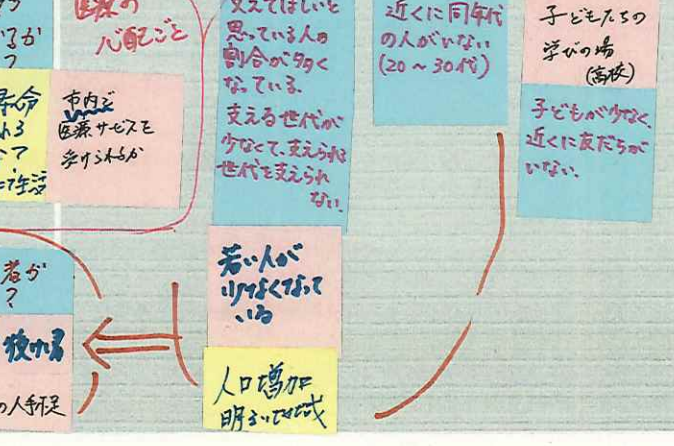 医療の
心配ごと
市内で
医療サービスを
受けられるか
支えてほしいと
思っている人の
割合が多く
なっている。
支える世代が
少なくて、支えられる
世代を支えられ
ない。
近くに同年代
の人がいない
(20～30代)
子どもたちの
学びの場
(高校)
子どもが少なく、
近くに友だちが
いない。
若い人が
少なくなって
いる
人口増加
明るい地域
の人手不足